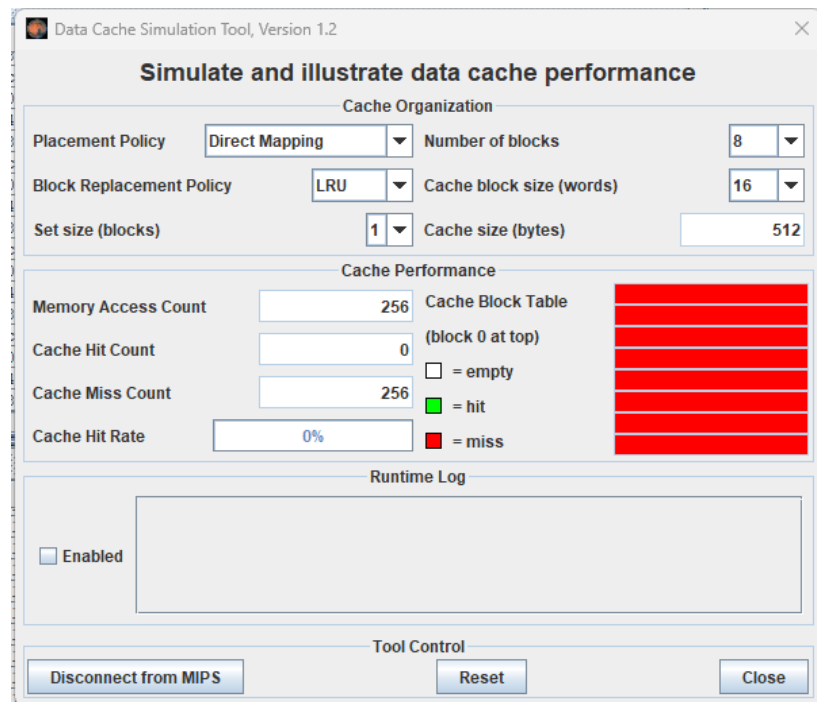 Data Cache Simulation Tool, Version 1.2
Simulate and illustrate data cache performance
Cache Organization
Placement Policy Direct Mapping Number of blocks 8
Block Replacement Policy LRU Cache block size (words) 16
Set size (blocks) 1 Cache size (bytes) 512
Cache Performance
Memory Access Count 256 Cache Block Table
(block 0 at top)
Cache Hit Count 0
= empty
Cache Miss Count 256
= hit
Cache Hit Rate 0%
= miss
Runtime Log
Enabled
Tool Control
Disconnect from MIPS Reset Close